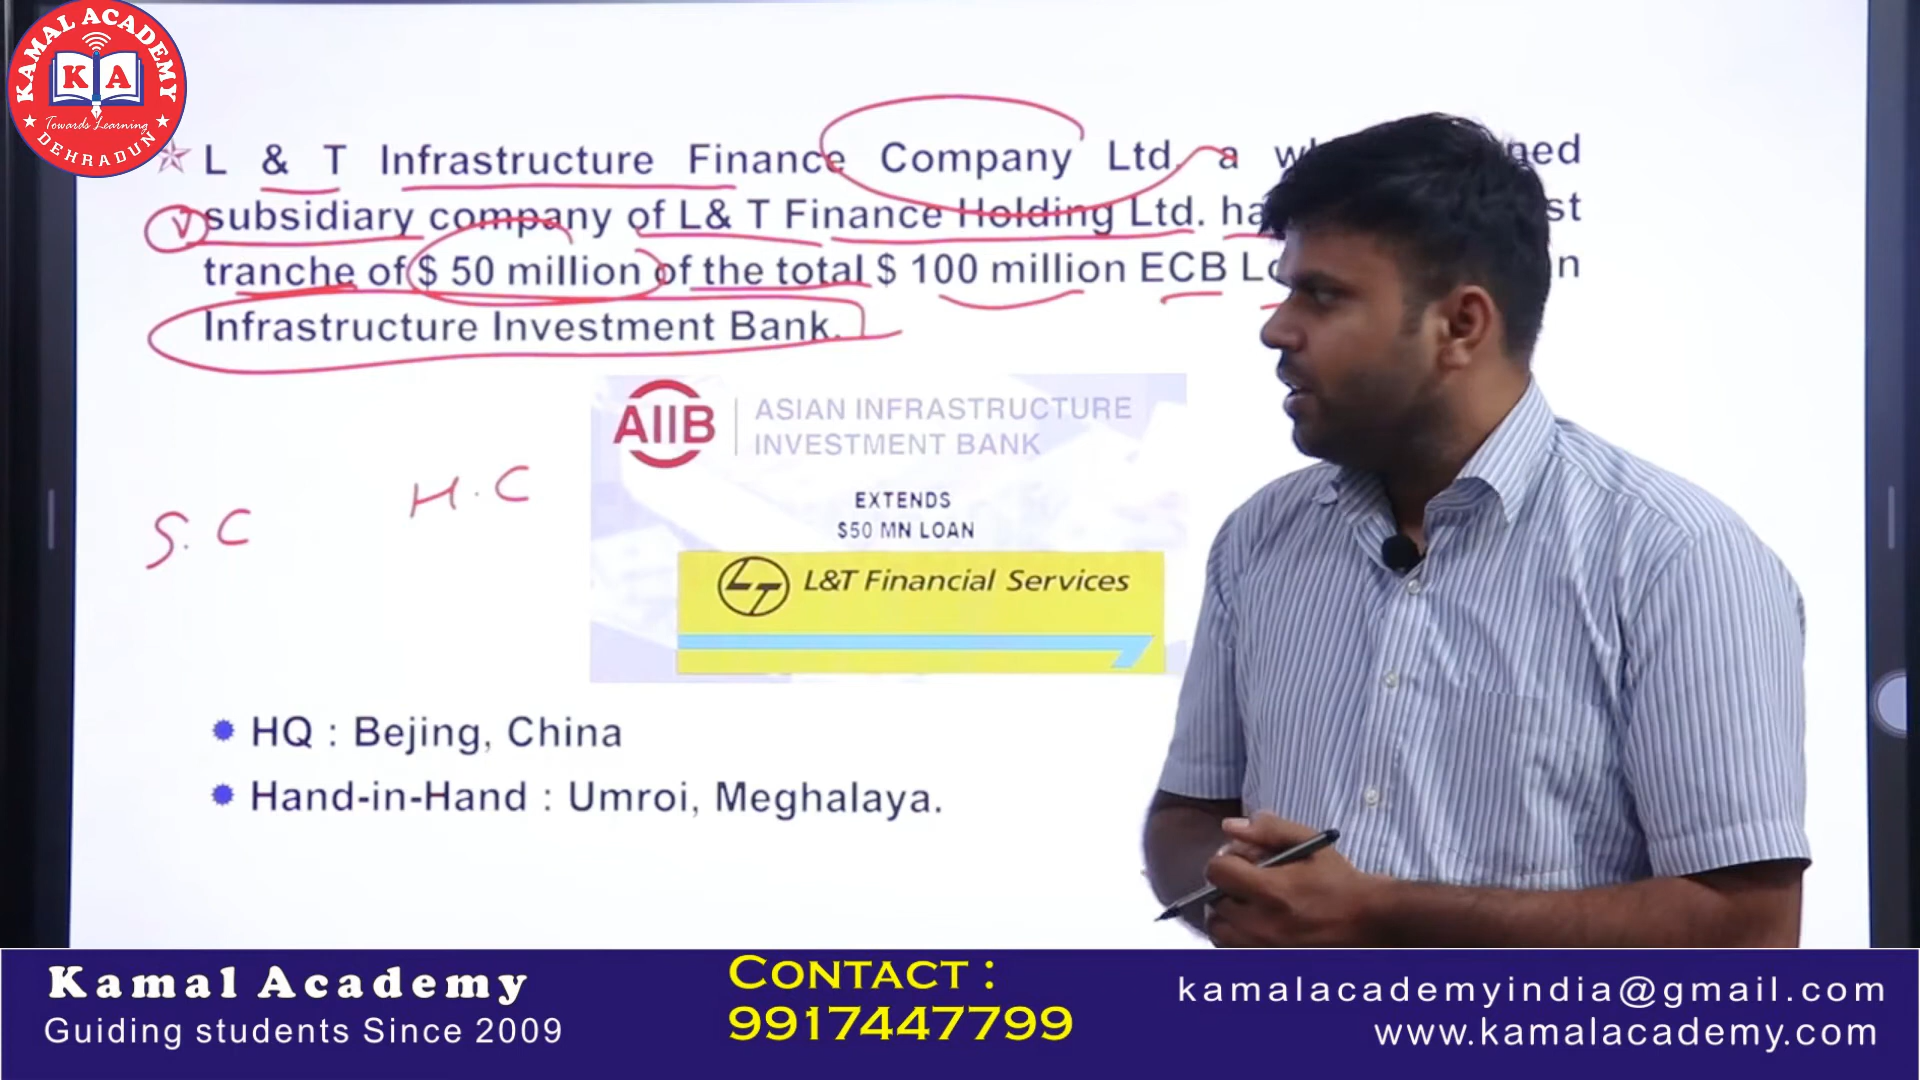 KAMAL ACADEMY
K A
Towards Learning
DEHRADUN
L & T Infrastructure Finance Company Ltd a
subsidiary company of L& T Finance Holding Ltd.
tranche of $ 50 million of the total $ 100 million ECB
Infrastructure Investment Bank.
AIIB ASIAN INFRASTRUCTURE
INVESTMENT BANK
EXTENDS
$50 MN LOAN
LT L&T Financial Services
S.C H.C
HQ : Bejing, China
Hand-in-Hand : Umroi, Meghalaya.
Kamal Academy
Guiding students Since 2009
CONTACT :
9917447799
kamalacademyindia@gmail.com
www.kamalacademy.com